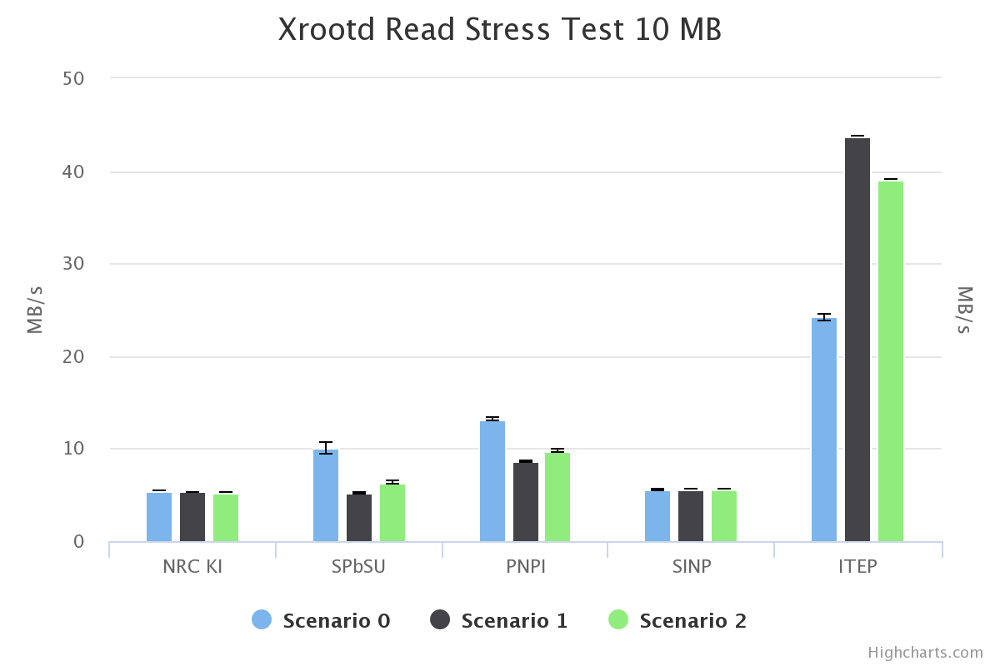 Xrootd Read Stress Test 10 MB
50
40
30
20
10
0
MB/s
MB/s
NRC KI
SPbSU
PNPI
SINP
ITEP
Scenario 0
Scenario 1
Scenario 2
Highcharts.com